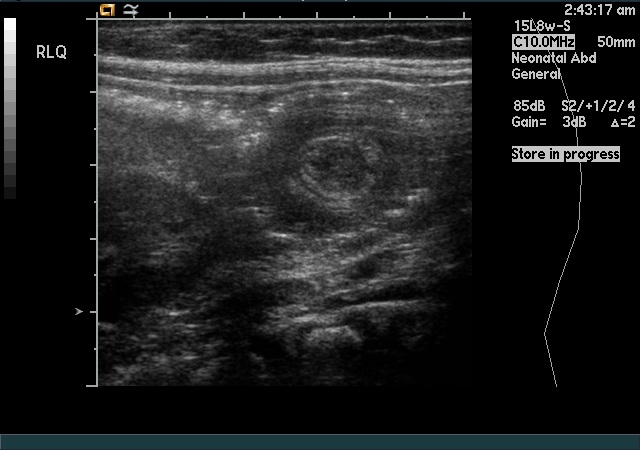 2:43:17 am
15L8w-S
RLQ
C10.0MHz 50mm
Neonatal Abd
General
85dB S2/+1/2/4
Gain= 3dB Δ=2
Store in progress